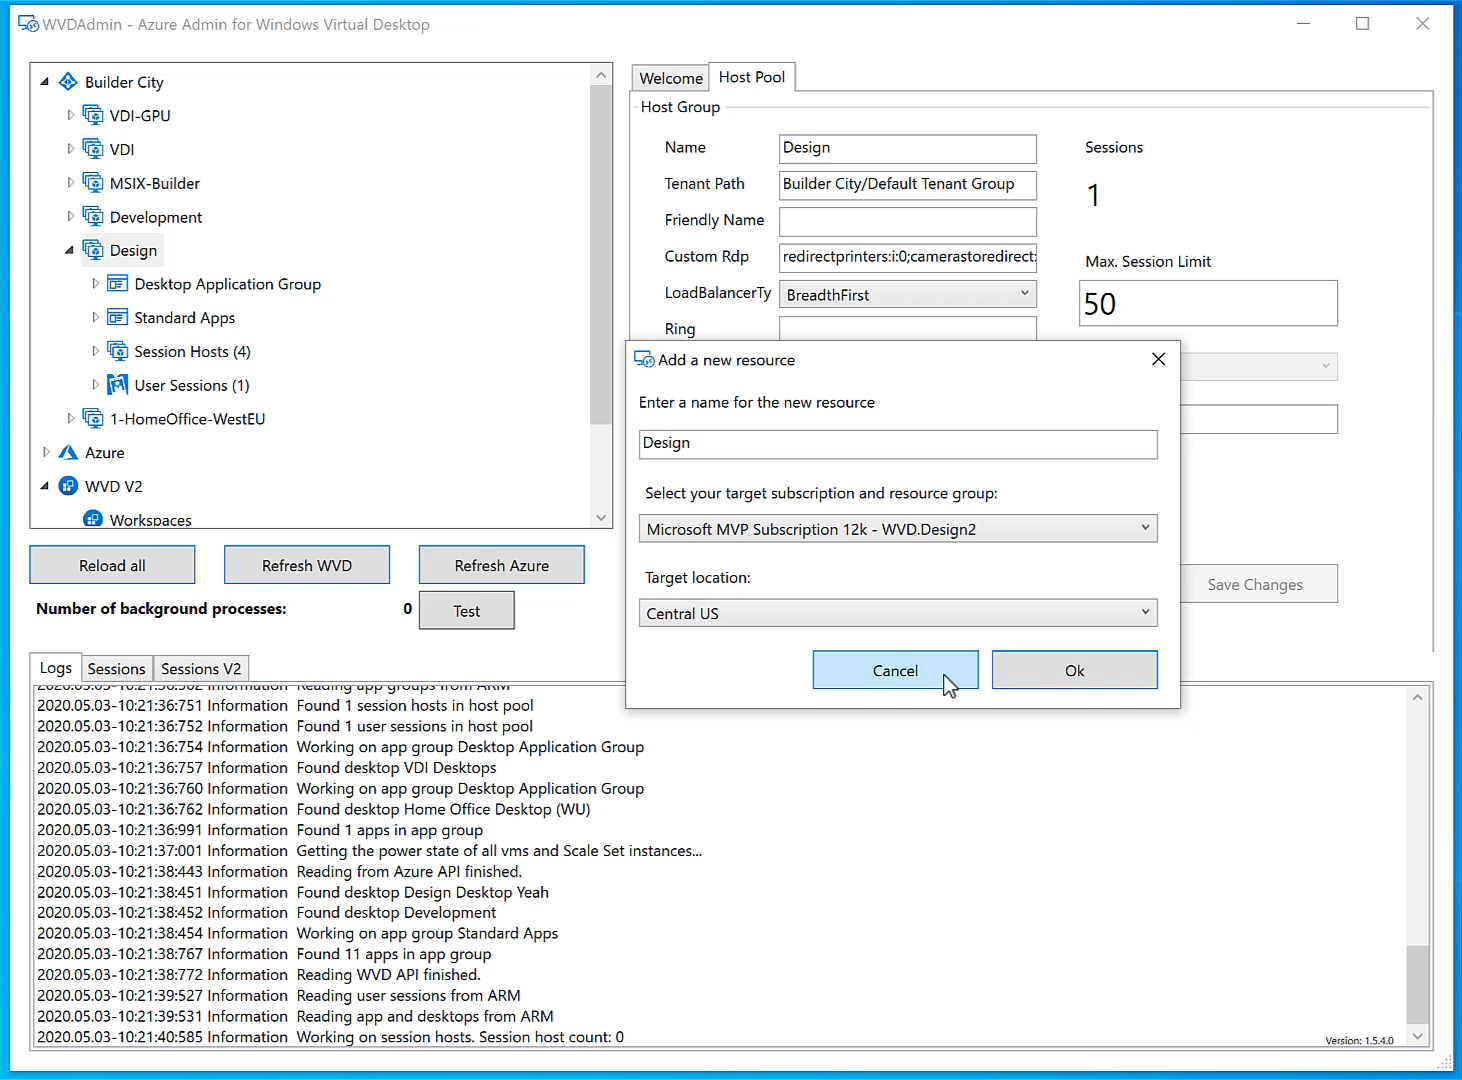 WVDAdmin - Azure Admin for Windows Virtual Desktop
Builder City
VDI-GPU
VDI
MSIX-Builder
Development
Design
Desktop Application Group
Standard Apps
Session Hosts (4)
User Sessions (1)
1-HomeOffice-WestEU
Azure
WVD V2
Workspaces
Reload all
Refresh WVD
Refresh Azure
Number of background processes: 0
Test
Welcome
Host Pool
Host Group
Name
Design
Tenant Path
Builder City/Default Tenant Group
Friendly Name
Custom Rdp
redirectprinters:i:0;camerastoredirect:
LoadBalancerTy
BreadthFirst
Ring
Sessions
1
Max. Session Limit
50
Save Changes
Add a new resource
Enter a name for the new resource
Design
Select your target subscription and resource group:
Microsoft MVP Subscription 12k - WVD.Design2
Target location:
Central US
Cancel
Ok
Logs
Sessions
Sessions V2
Reading app groups from ARM
2020.05.03-10:21:36:751 Information Found 1 session hosts in host pool
2020.05.03-10:21:36:752 Information Found 1 user sessions in host pool
2020.05.03-10:21:36:754 Information Working on app group Desktop Application Group
2020.05.03-10:21:36:757 Information Found desktop VDI Desktops
2020.05.03-10:21:36:760 Information Working on app group Desktop Application Group
2020.05.03-10:21:36:762 Information Found desktop Home Office Desktop (WU)
2020.05.03-10:21:36:991 Information Found 1 apps in app group
2020.05.03-10:21:37:001 Information Getting the power state of all vms and Scale Set instances...
2020.05.03-10:21:38:443 Information Reading from Azure API finished.
2020.05.03-10:21:38:451 Information Found desktop Design Desktop Yeah
2020.05.03-10:21:38:452 Information Found desktop Development
2020.05.03-10:21:38:454 Information Working on app group Standard Apps
2020.05.03-10:21:38:767 Information Found 11 apps in app group
2020.05.03-10:21:38:772 Information Reading WVD API finished.
2020.05.03-10:21:39:527 Information Reading user sessions from ARM
2020.05.03-10:21:39:531 Information Reading app and desktops from ARM
2020.05.03-10:21:40:585 Information Working on session hosts. Session host count: 0
Version: 1.5.4.0